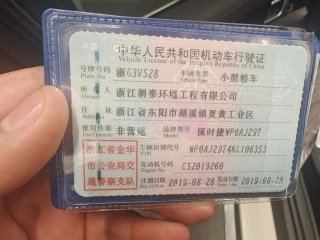 中华人民共和国机动车行驶证
Vehicle License of the People's Republic of China
号牌号码 浙G3V528 车辆类型 小型轿车
Plate No. Vehicle Type
所有人 浙江朗泰环境工程有限公司
Owner
住址 浙江省东阳市湖溪镇夏黄工业区
Address
使用性质 非营运 品牌型号 保时捷WP0AJ297
Use Character Model
浙江省金华市公安局交通警察支队
车辆识别代号 WP0AJ2974KL106353
VIN
发动机号码 CSZ019260
Engine No.
注册日期 2019-08-28 发证日期 2019-08-28
Register Date Issue Date